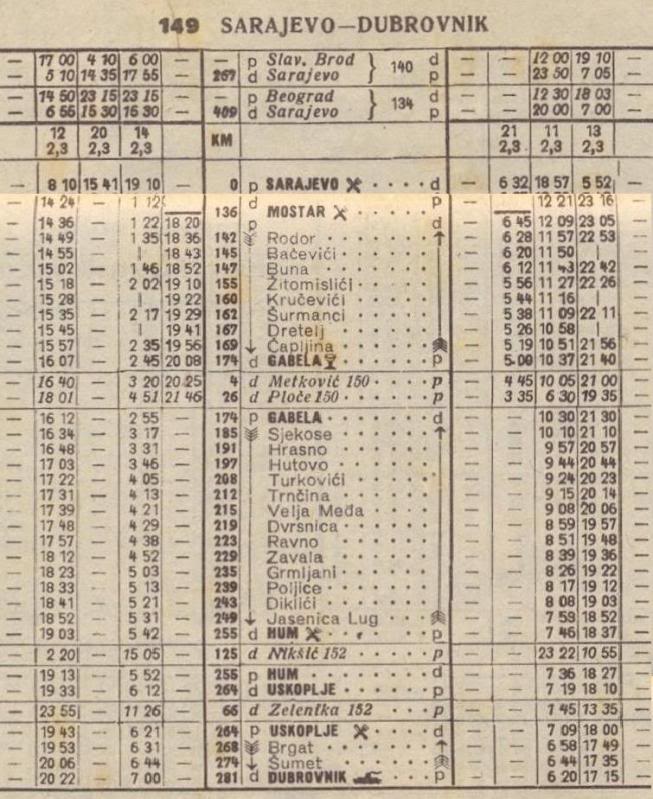 149 SARAJEVO—DUBROVNIK
— 17 00 4 10 6 00 — — p Slav. Brod } 140 d — — 12 00 19 10 —
— 5 10 14 35 17 55 — 267 d Sarajevo p — — 23 50 7 05 —
— 14 50 23 15 23 15 — — p Beograd } 134 d — — 12 30 18 03 —
— 6 55 15 30 16 30 — 409 d Sarajevo p — — 20 00 7 00 —
12 20 14 KM 21 11 13
2,3 2,3 2,3 2,3 2,3 2,3
— 8 10 15 41 19 10 0 p SARAJEVO d — 6 32 18 57 5 52 —
14 24 — 1 12 136 d MOSTAR p 12 21 23 16
14 36 1 22 18 20 p d 6 45 12 09 23 05
14 49 1 35 18 36 142 Rodor 6 28 11 57 22 53
14 55 | 18 43 145 Bačevići 6 20 11 50 |
15 02 — 1 46 18 52 147 Buna 6 12 11 43 22 42
15 18 2 02 19 10 155 Žitomislići 5 56 11 27 22 26
15 28 | 19 22 160 Kručevići 5 44 11 16 |
15 35 — 2 17 19 29 162 Šurmanci 5 38 11 09 22 11
15 45 | 19 41 167 Dretelj 5 26 10 58 |
15 57 2 35 19 56 169 Čapljina 5 19 10 51 21 56
16 07 — 2 45 20 08 174 d GABELA p 5 00 10 37 21 40
— 16 40 3 20 20 25 4 d Metković 150 p — 4 45 10 05 21 00 —
— 18 01 — 4 51 21 46 26 d Ploče 150 p — 3 35 6 30 19 35 —
— 16 12 — 2 55 — 174 p GABELA d — — 10 30 21 30 —
— 16 34 — 3 17 — 185 Sjekose — — 10 10 21 10 —
— 16 48 — 3 31 — 191 Hrasno — — 9 57 20 57 —
— 17 03 — 3 46 — 197 Hutovo — — 9 44 20 44 —
— 17 22 — 4 05 — 208 Turkovići — — 9 24 20 23 —
— 17 31 — 4 13 — 212 Trnčina — — 9 15 20 14 —
— 17 39 — 4 21 — 215 Velja Međa — — 9 08 20 06 —
— 17 48 — 4 29 — 219 Dvrsnica — — 8 59 19 57 —
— 17 57 — 4 38 — 223 Ravno — — 8 51 19 48 —
— 18 12 — 4 52 — 229 Zavala — — 8 39 19 36 —
— 18 23 — 5 03 — 235 Grmljani — — 8 26 19 22 —
— 18 33 — 5 13 — 239 Poljice — — 8 17 19 12 —
— 18 41 — 5 21 — 243 Diklići — — 8 08 19 03 —
— 18 52 — 5 31 — 249 Jasenica Lug — — 7 59 18 52 —
— 19 03 — 5 42 — 255 d HUM p — — 7 46 18 37 —
— 2 20 — 15 05 — 125 d Nikšić 152 p — — 23 22 10 55 —
— 19 13 — 5 52 — 255 p HUM d — — 7 36 18 27 —
— 19 33 — 6 12 — 264 d USKOPLJE p — — 7 19 18 10 —
— 23 55 — 11 26 — 66 d Zelenika 152 p — — 1 45 13 35 —
— 19 43 — 6 21 — 264 p USKOPLJE d — — 7 09 18 00 —
— 19 53 — 6 31 — 268 Brgat — — 6 58 17 49 —
— 20 06 — 6 44 — 274 Šumet — — 6 44 17 35 —
— 20 22 — 7 00 — 281 d DUBROVNIK p — — 6 20 17 15 —